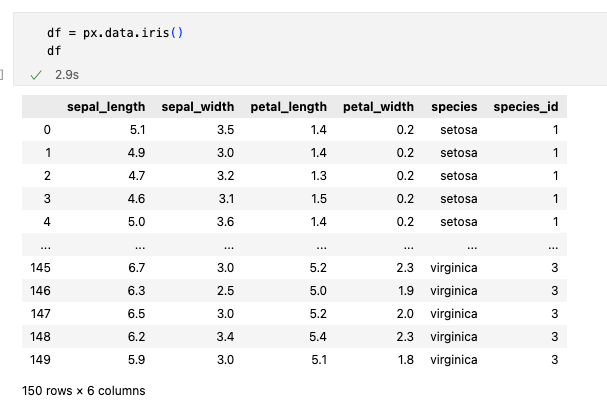 df = px.data.iris()
df
2.9s
sepal_length sepal_width petal_length petal_width species species_id
0 5.1 3.5 1.4 0.2 setosa 1
1 4.9 3.0 1.4 0.2 setosa 1
2 4.7 3.2 1.3 0.2 setosa 1
3 4.6 3.1 1.5 0.2 setosa 1
4 5.0 3.6 1.4 0.2 setosa 1
... ... ... ... ... ... ...
145 6.7 3.0 5.2 2.3 virginica 3
146 6.3 2.5 5.0 1.9 virginica 3
147 6.5 3.0 5.2 2.0 virginica 3
148 6.2 3.4 5.4 2.3 virginica 3
149 5.9 3.0 5.1 1.8 virginica 3
150 rows × 6 columns